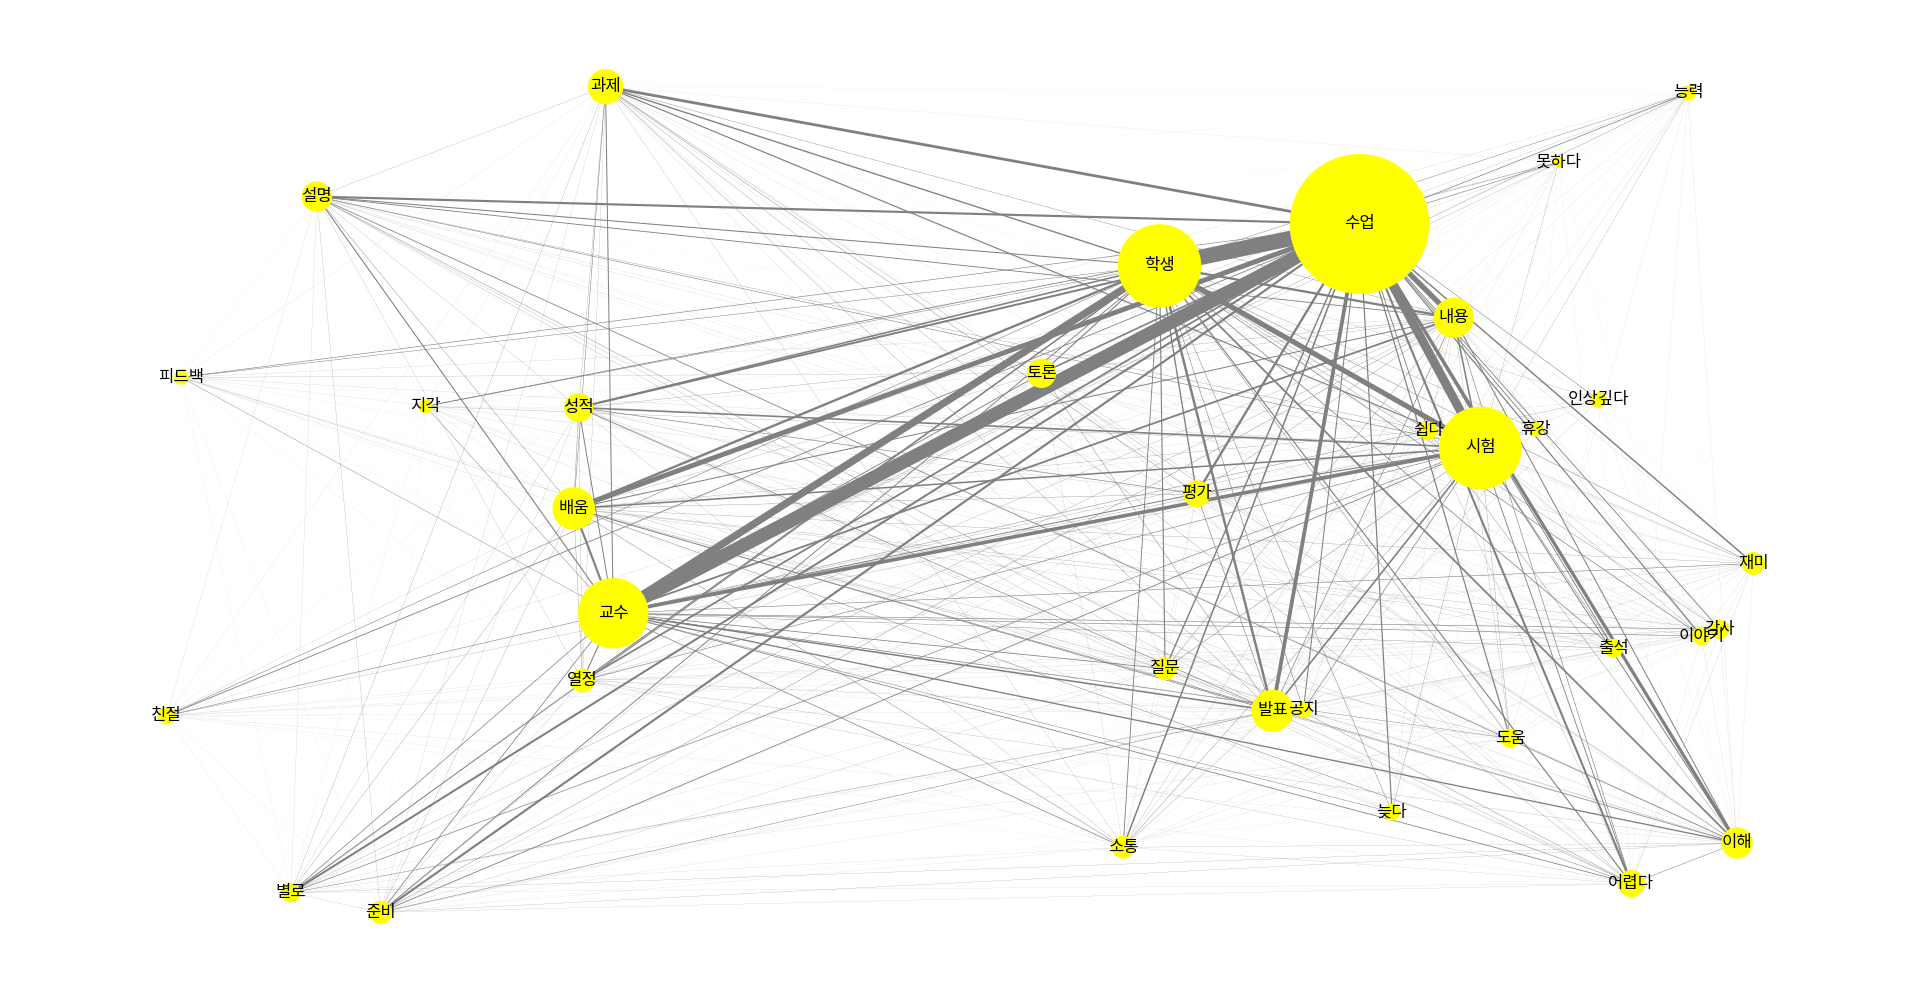 과제
능력
못하다
설명
수업
학생
내용
토론
피드백
인상깊다
지각
성적
쉽다
휴강
시험
평가
배움
재미
교수
감사
이야기
출석
질문
열정
발표
공지
친절
도움
늦다
이해
소통
어렵다
별로
준비